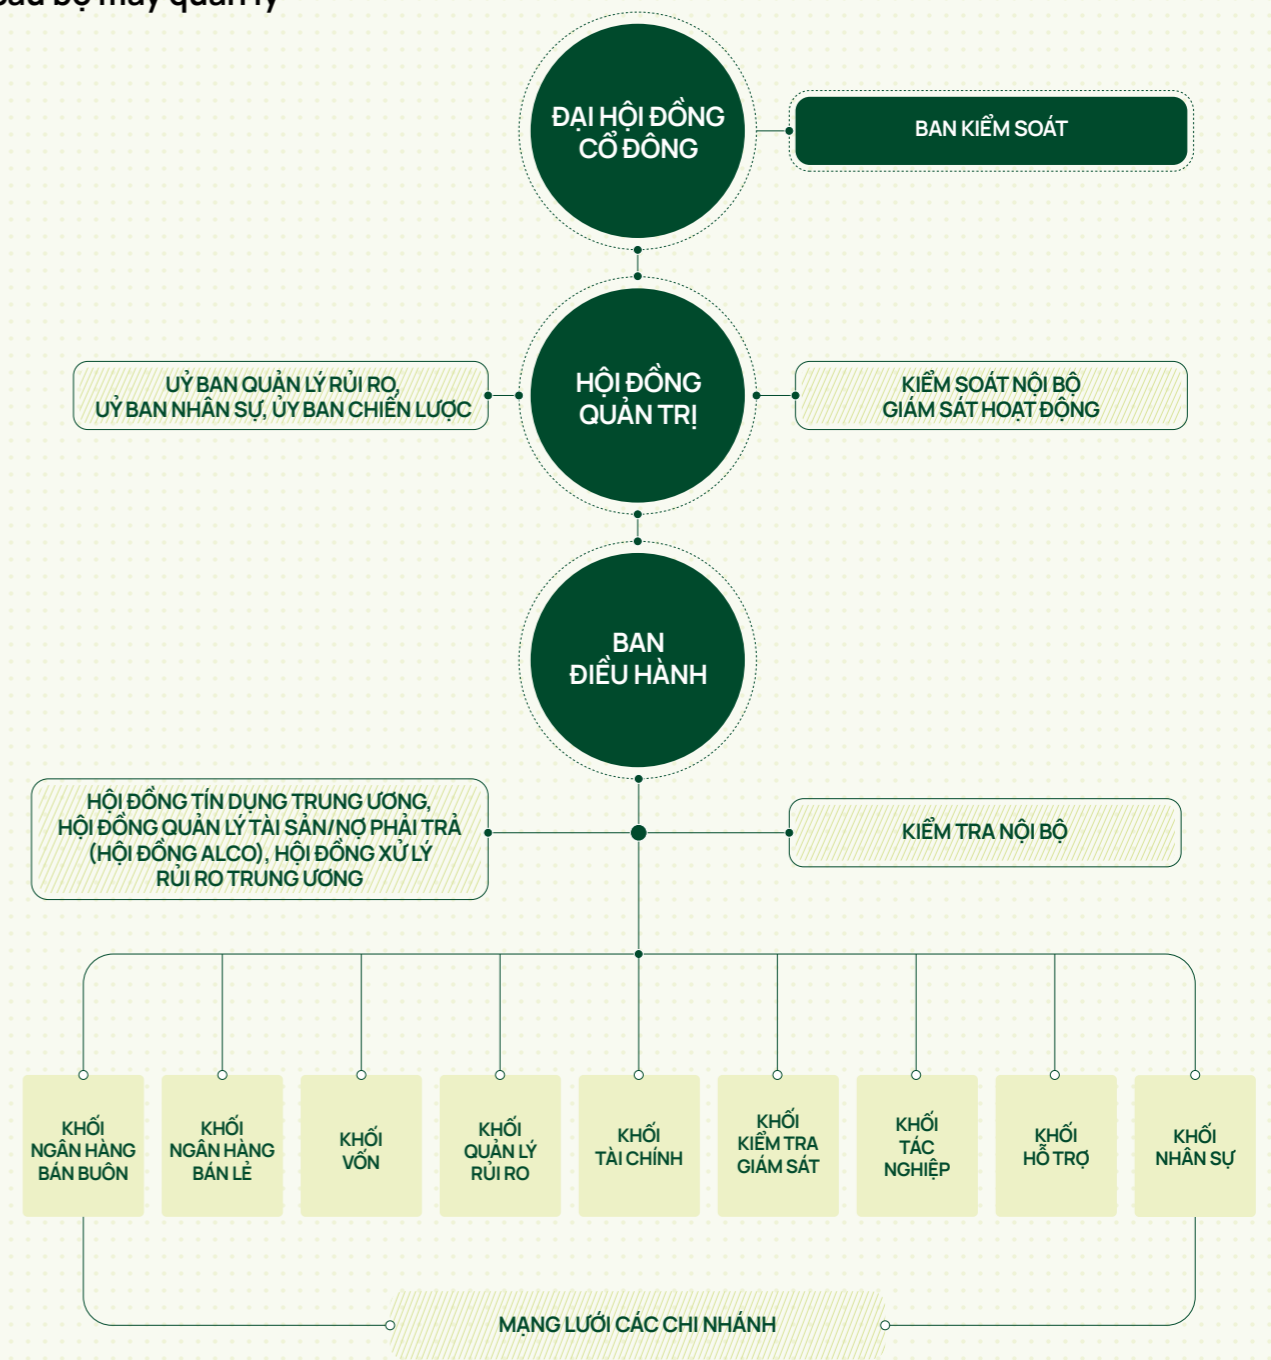 bộ máy quản lý
ĐẠI HỘI ĐỒNG
CỔ ĐÔNG
BAN KIỂM SOÁT
UỶ BAN QUẢN LÝ RỦI RO,
UỶ BAN NHÂN SỰ, ỦY BAN CHIẾN LƯỢC
HỘI ĐỒNG
QUẢN TRỊ
KIỂM SOÁT NỘI BỘ
GIÁM SÁT HOẠT ĐỘNG
BAN
ĐIỀU HÀNH
HỘI ĐỒNG TÍN DỤNG TRUNG ƯƠNG,
HỘI ĐỒNG QUẢN LÝ TÀI SẢN/NỢ PHẢI TRẢ
(HỘI ĐỒNG ALCO), HỘI ĐỒNG XỬ LÝ
RỦI RO TRUNG ƯƠNG
KIỂM TRA NỘI BỘ
KHỐI
NGÂN HÀNG
BÁN BUÔN
KHỐI
NGÂN HÀNG
BÁN LẺ
KHỐI
VỐN
KHỐI
QUẢN LÝ
RỦI RO
KHỐI
TÀI CHÍNH
KHỐI
KIỂM TRA
GIÁM SÁT
KHỐI
TÁC
NGHIỆP
KHỐI
HỖ TRỢ
KHỐI
NHÂN SỰ
MẠNG LƯỚI CÁC CHI NHÁNH